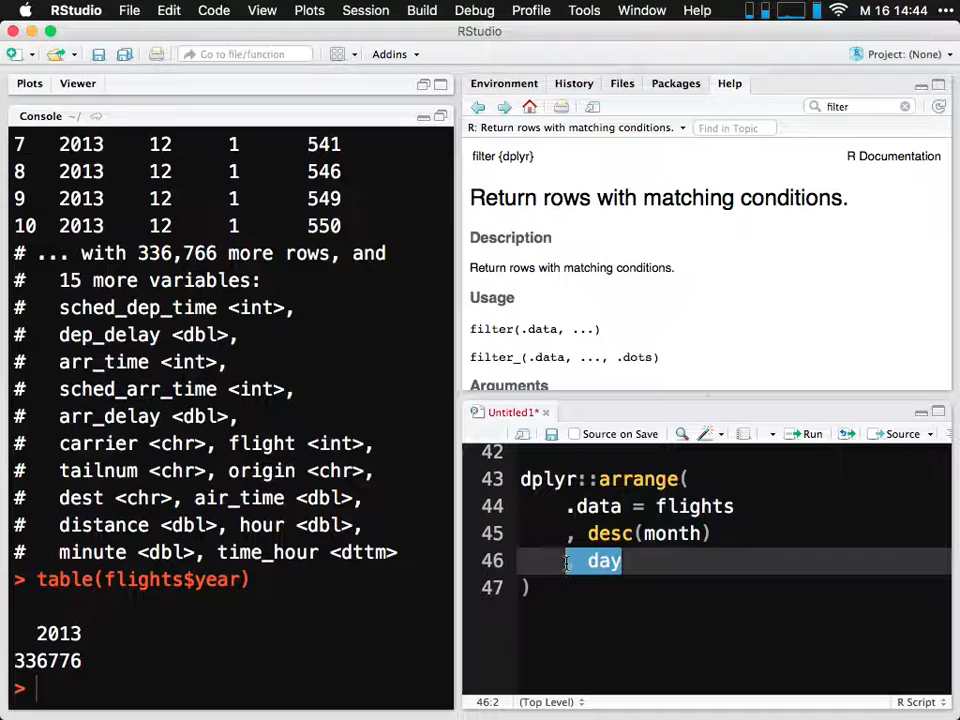 RStudio File Edit Code View Plots Session Build Debug Profile Tools Window Help M 16 14:44
RStudio
Go to file/function Addins Project: (None)
Plots Viewer
Console ~/
7 2013 12 1 541
8 2013 12 1 546
9 2013 12 1 549
10 2013 12 1 550
# ... with 336,766 more rows, and
# 15 more variables:
# sched_dep_time <int>,
# dep_delay <dbl>,
# arr_time <int>,
# sched_arr_time <int>,
# arr_delay <dbl>,
# carrier <chr>, flight <int>,
# tailnum <chr>, origin <chr>,
# dest <chr>, air_time <dbl>,
# distance <dbl>, hour <dbl>,
# minute <dbl>, time_hour <dttm>
> table(flights$year)
2013
336776
>
Environment History Files Packages Help
filter
R: Return rows with matching conditions. Find in Topic
filter {dplyr} R Documentation
Return rows with matching conditions.
Description
Return rows with matching conditions.
Usage
filter(.data, ...)
filter_(.data, ..., .dots)
Arguments
Untitled1*
Source on Save Run Source
42
43 dplyr::arrange(
44 .data = flights
45 , desc(month)
46 , day
47 )
46:2 (Top Level) R Script